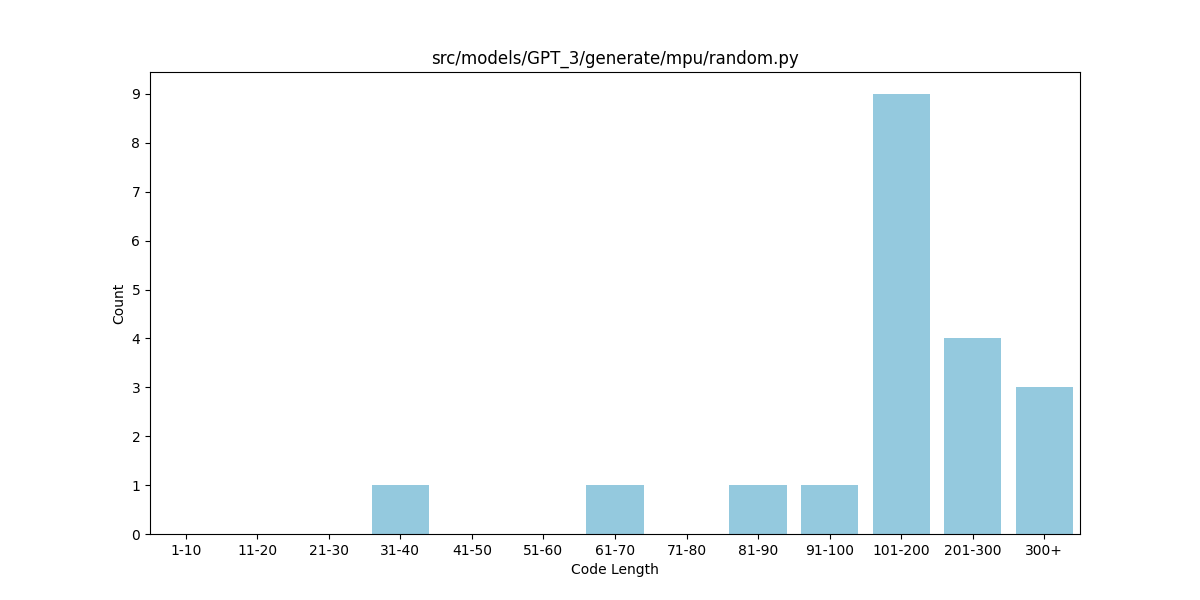 src/models/GPT_3/generate/mpu/random.py
9
8
7
6
5
4
3
2
1
0
Count
1-10 11-20 21-30 31-40 41-50 51-60 61-70 71-80 81-90 91-100 101-200 201-300 300+
Code Length